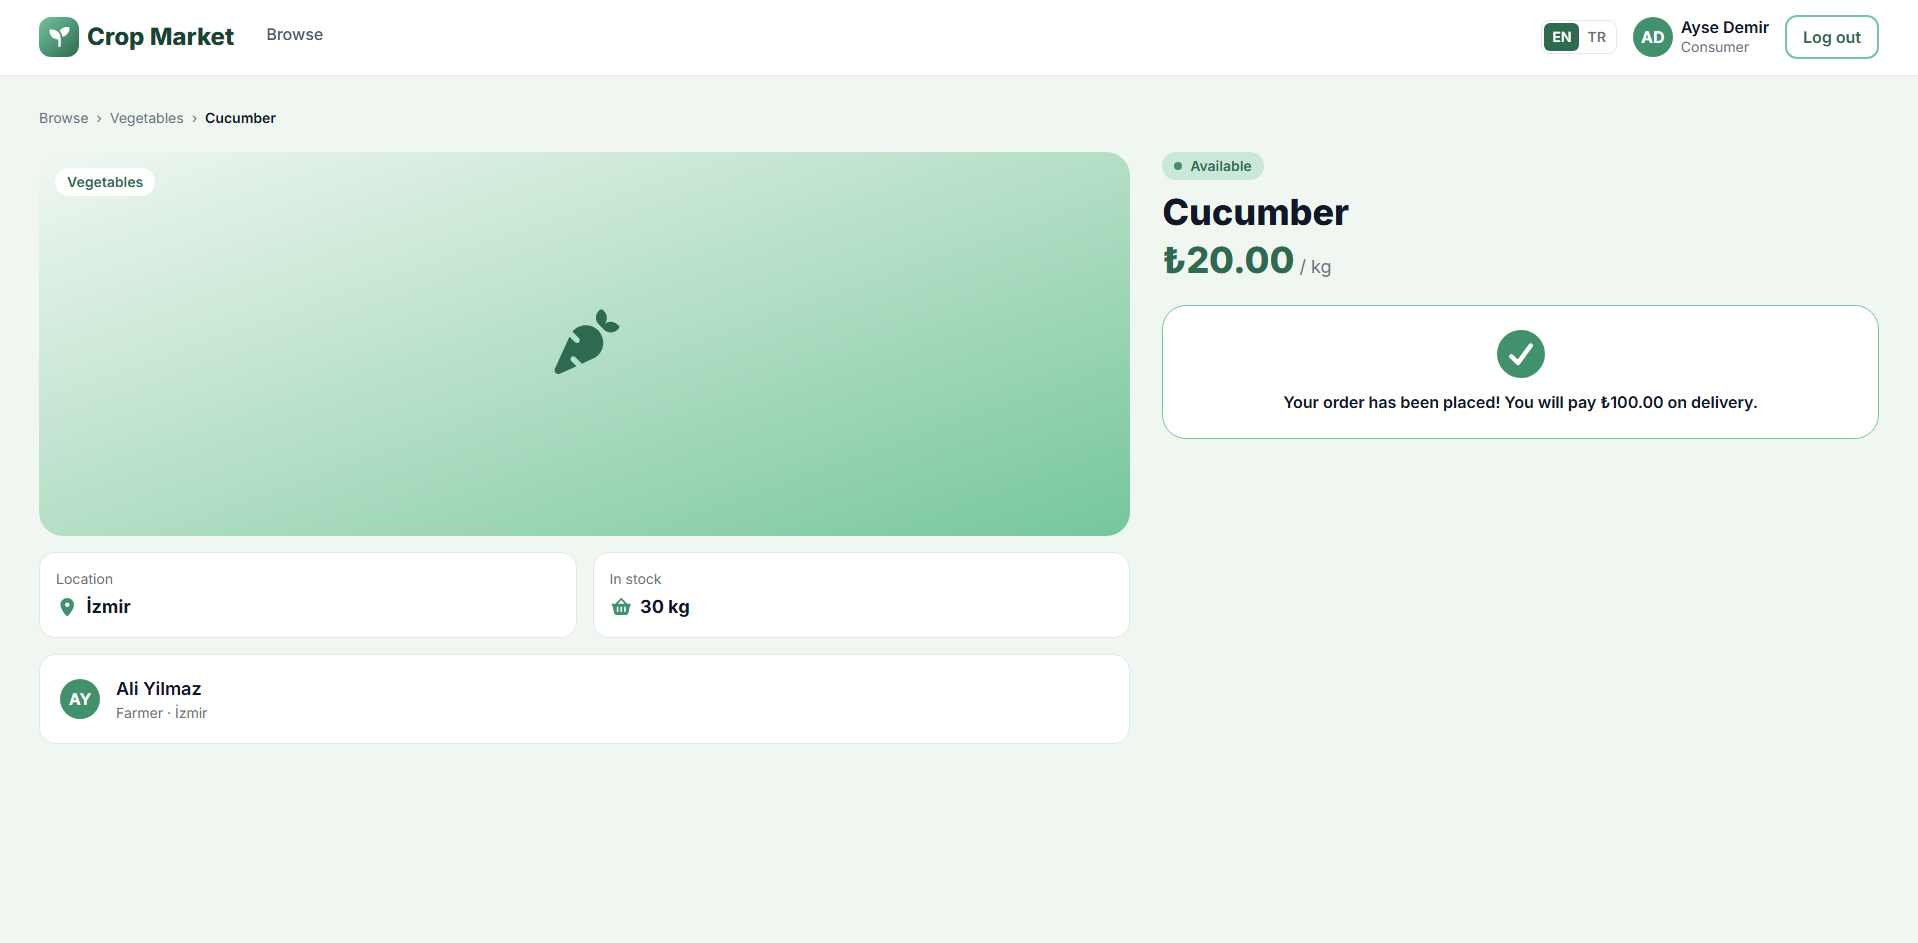 Crop Market
Browse
EN TR
AD
Ayse Demir
Consumer
Log out
Browse › Vegetables › Cucumber
Vegetables
Available
Cucumber
₺20.00 / kg
Your order has been placed! You will pay ₺100.00 on delivery.
Location
İzmir
In stock
30 kg
AY
Ali Yilmaz
Farmer · İzmir